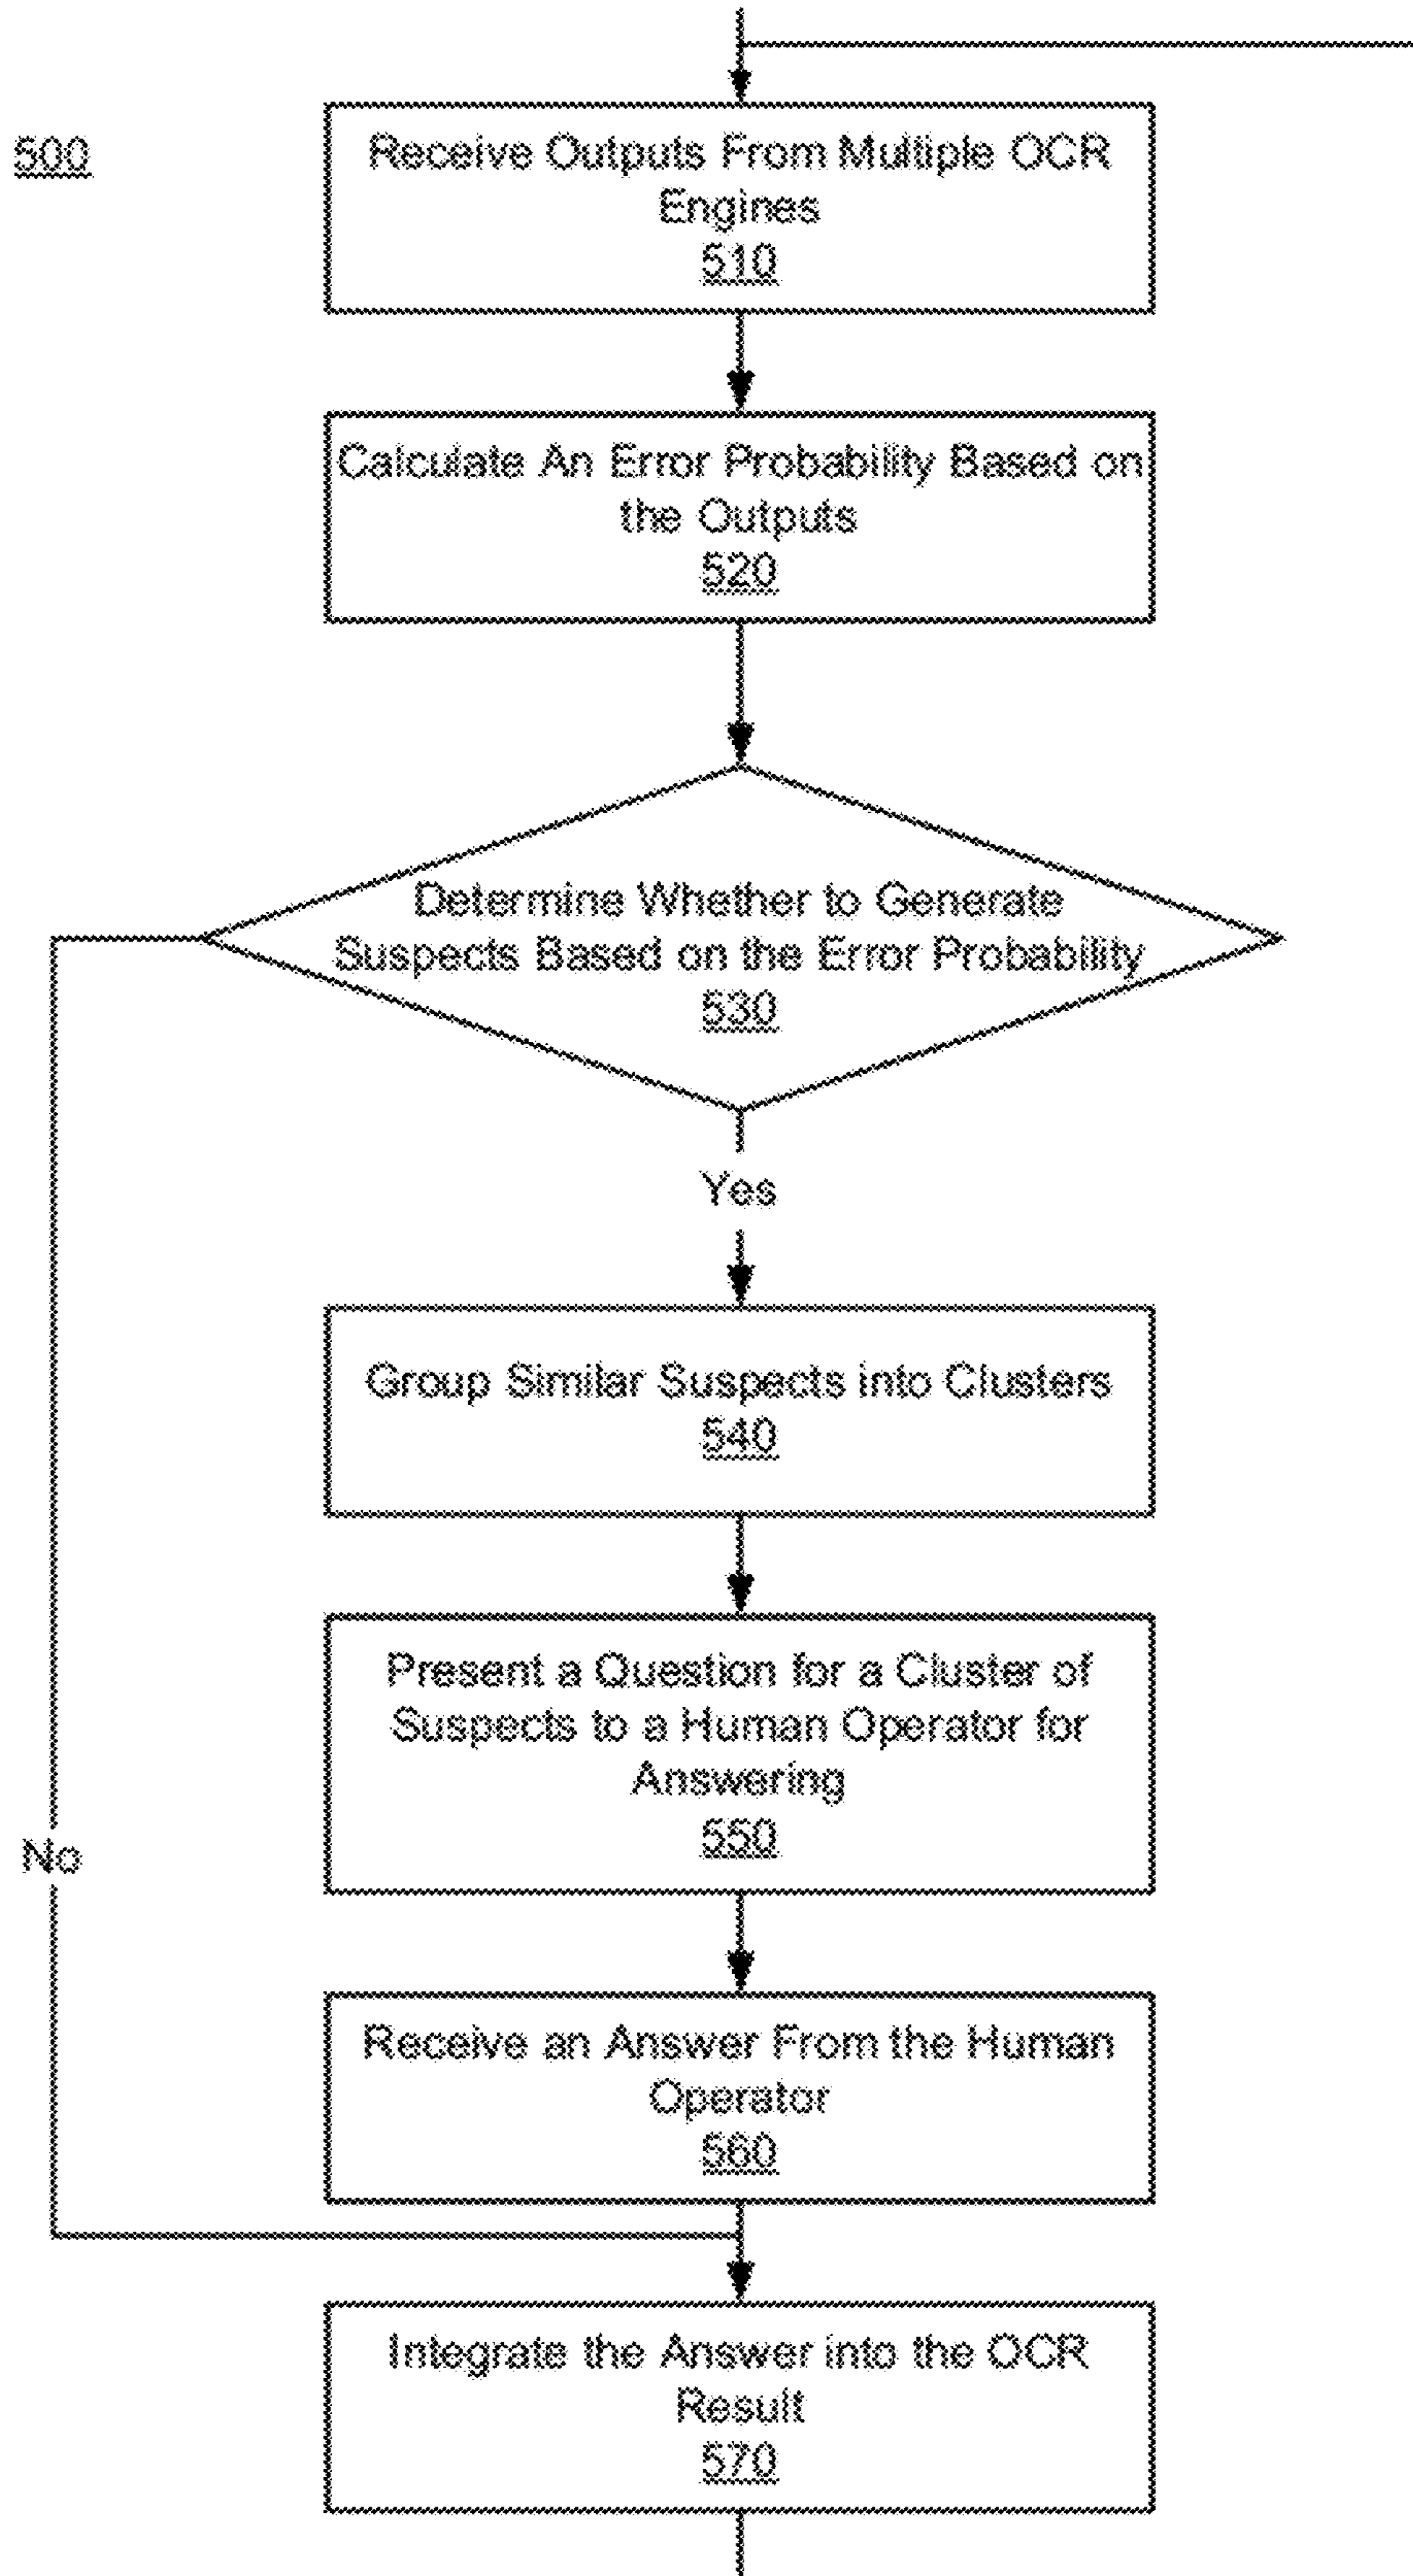 500
Receive Outputs From Multiple OCR
Engines
510
Calculate An Error Probability Based on
the Outputs
520
Determine Whether to Generate
Suspects Based on the Error Probability
530
Yes
Group Similar Suspects into Clusters
540
Present a Question for a Cluster of
Suspects to a Human Operator for
Answering
550
No
Receive an Answer From the Human
Operator
560
Integrate the Answer into the OCR
Result
570